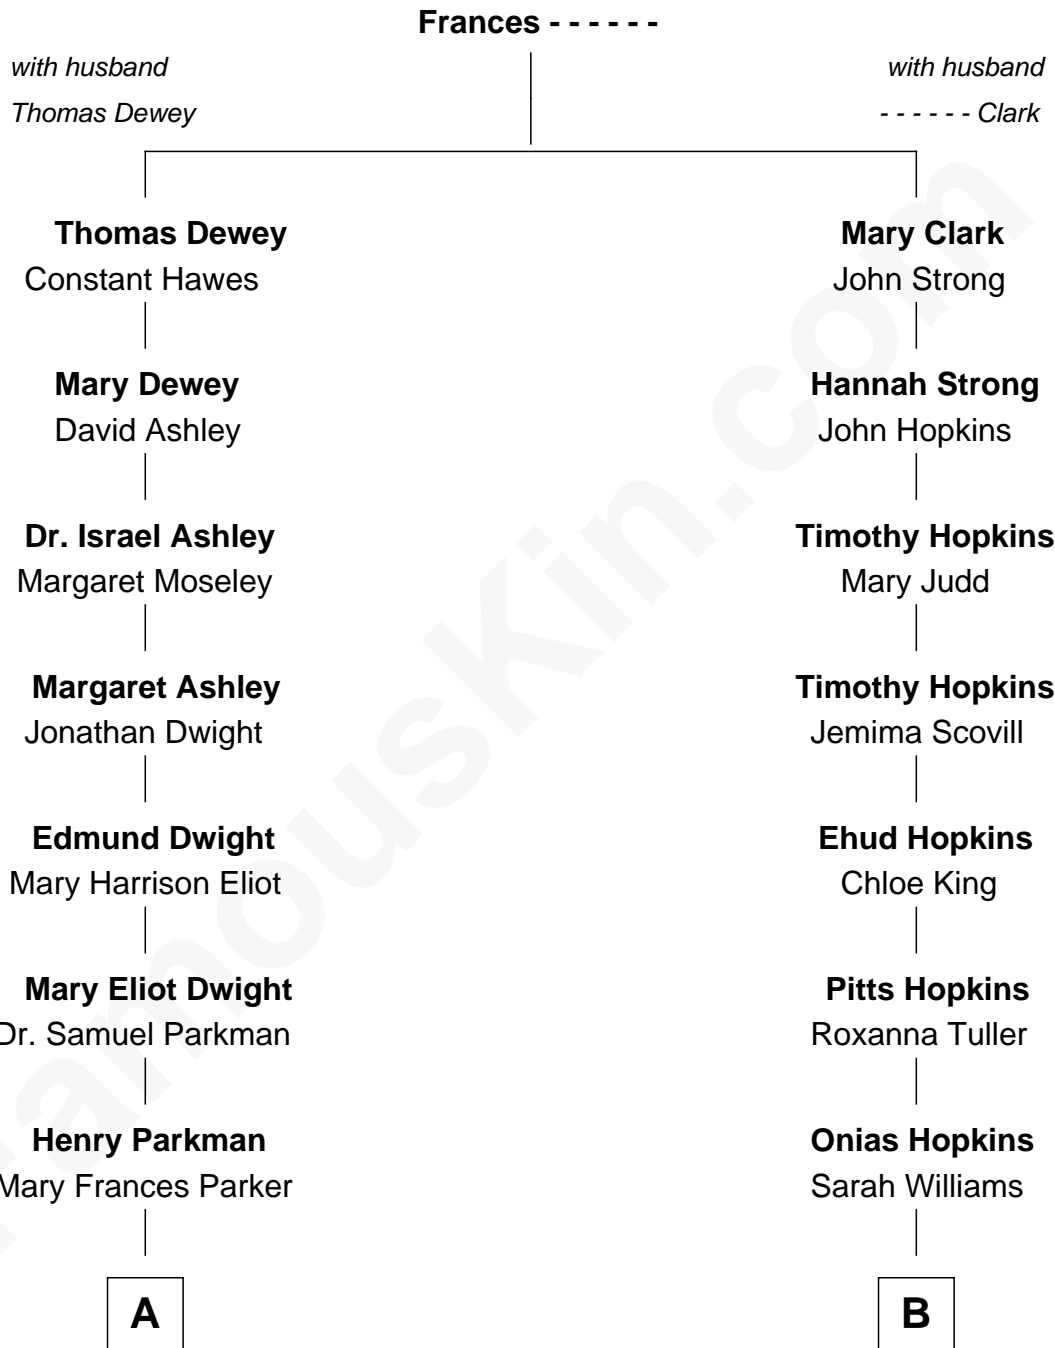 Frances - - - - - -
with husband
Thomas Dewey
with husband
- - - - - - Clark
Thomas Dewey
Constant Hawes
Mary Clark
John Strong
Mary Dewey
David Ashley
Hannah Strong
John Hopkins
Dr. Israel Ashley
Margaret Moseley
Timothy Hopkins
Mary Judd
Margaret Ashley
Jonathan Dwight
Timothy Hopkins
Jemima Scovill
Edmund Dwight
Mary Harrison Eliot
Ehud Hopkins
Chloe King
Mary Eliot Dwight
Dr. Samuel Parkman
Pitts Hopkins
Roxanna Tuller
Henry Parkman
Mary Frances Parker
Onias Hopkins
Sarah Williams
A
B
FamousKin.com